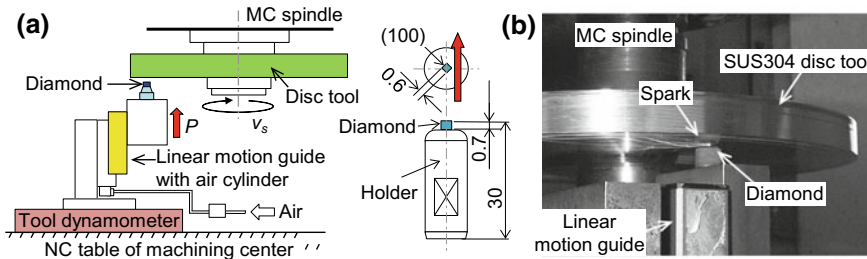 (a)
MC spindle
Diamond
Disc tool
P
vs
Linear motion guide
with air cylinder
Air
Tool dynamometer
NC table of machining center
(100)
0.6
Diamond
0.7
Holder
30
(b)
MC spindle
SUS304 disc tool
Spark
Diamond
Linear
motion guide